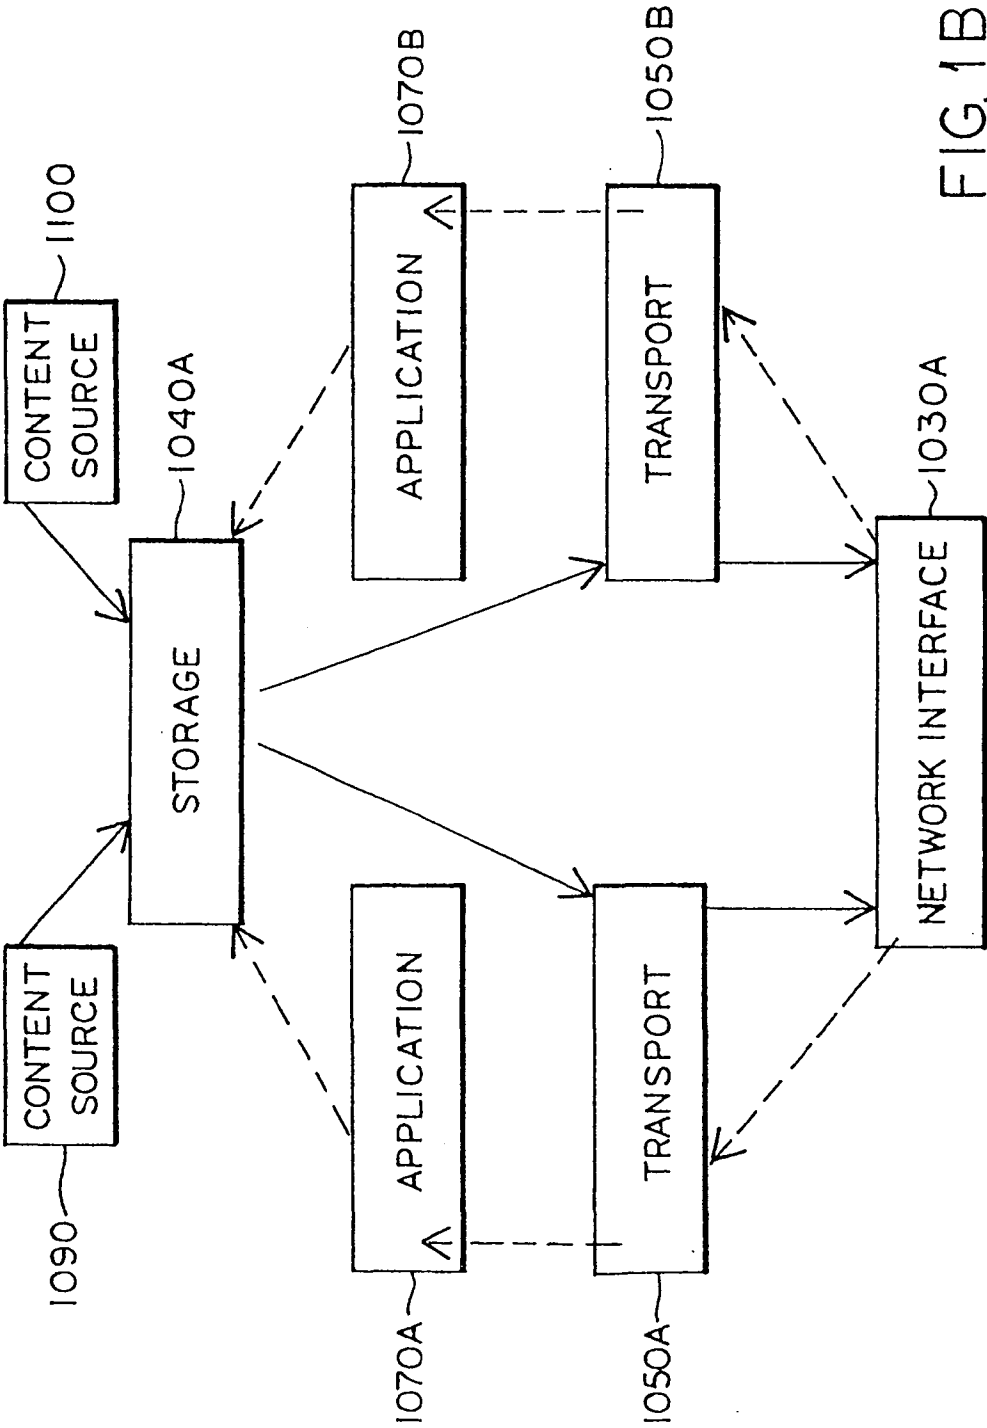 1090
CONTENT
SOURCE
CONTENT
SOURCE
1100
STORAGE
1040A
1070A
APPLICATION
APPLICATION
1070B
1050A
TRANSPORT
TRANSPORT
1050B
NETWORK INTERFACE
1030A
FIG. 1B